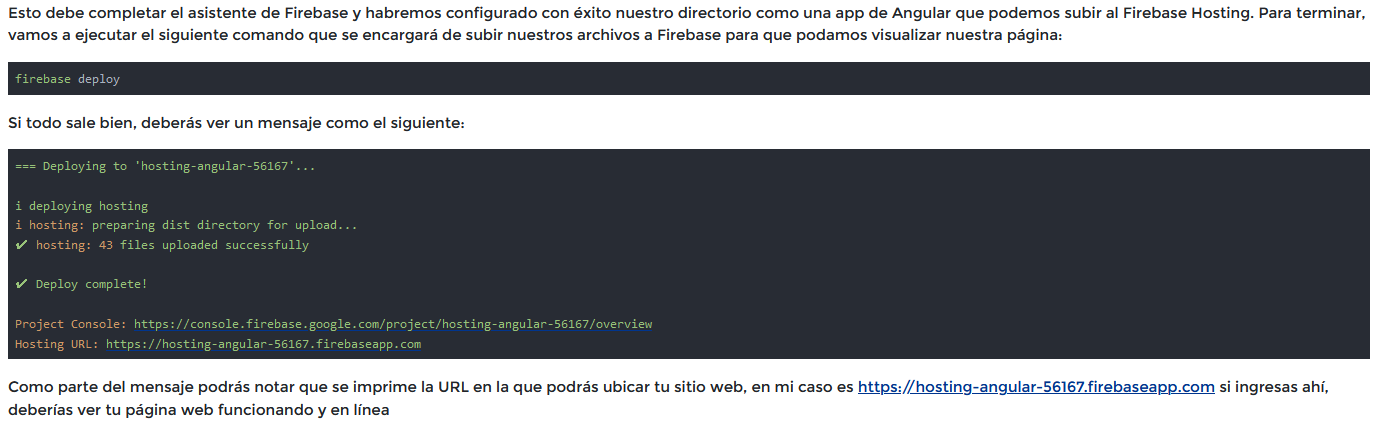 Esto debe completar el asistente de Firebase y habremos configurado con éxito nuestro directorio como una app de Angular que podemos subir al Firebase Hosting. Para terminar,
vamos a ejecutar el siguiente comando que se encargará de subir nuestros archivos a Firebase para que podamos visualizar nuestra página:
firebase deploy
Si todo sale bien, deberás ver un mensaje como el siguiente:
=== Deploying to 'hosting-angular-56167'...
i deploying hosting
i hosting: preparing dist directory for upload...
✔ hosting: 43 files uploaded successfully
✔ Deploy complete!
Project Console: https://console.firebase.google.com/project/hosting-angular-56167/overview
Hosting URL: https://hosting-angular-56167.firebaseapp.com
Como parte del mensaje podrás notar que se imprime la URL en la que podrás ubicar tu sitio web, en mi caso es https://hosting-angular-56167.firebaseapp.com si ingresas ahí,
deberías ver tu página web funcionando y en línea